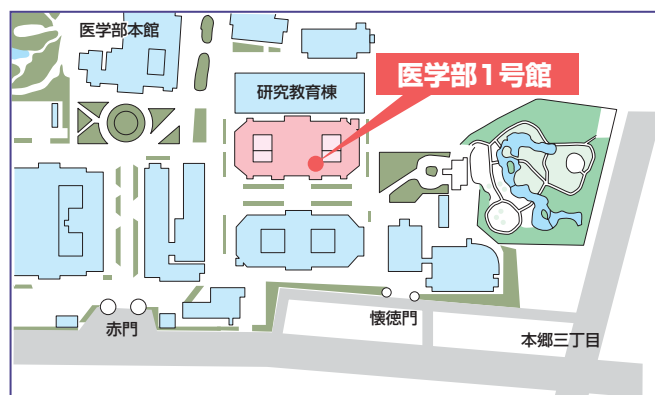 医学部本館
医学部1号館
研究教育棟
懐徳門
赤門
本郷三丁目